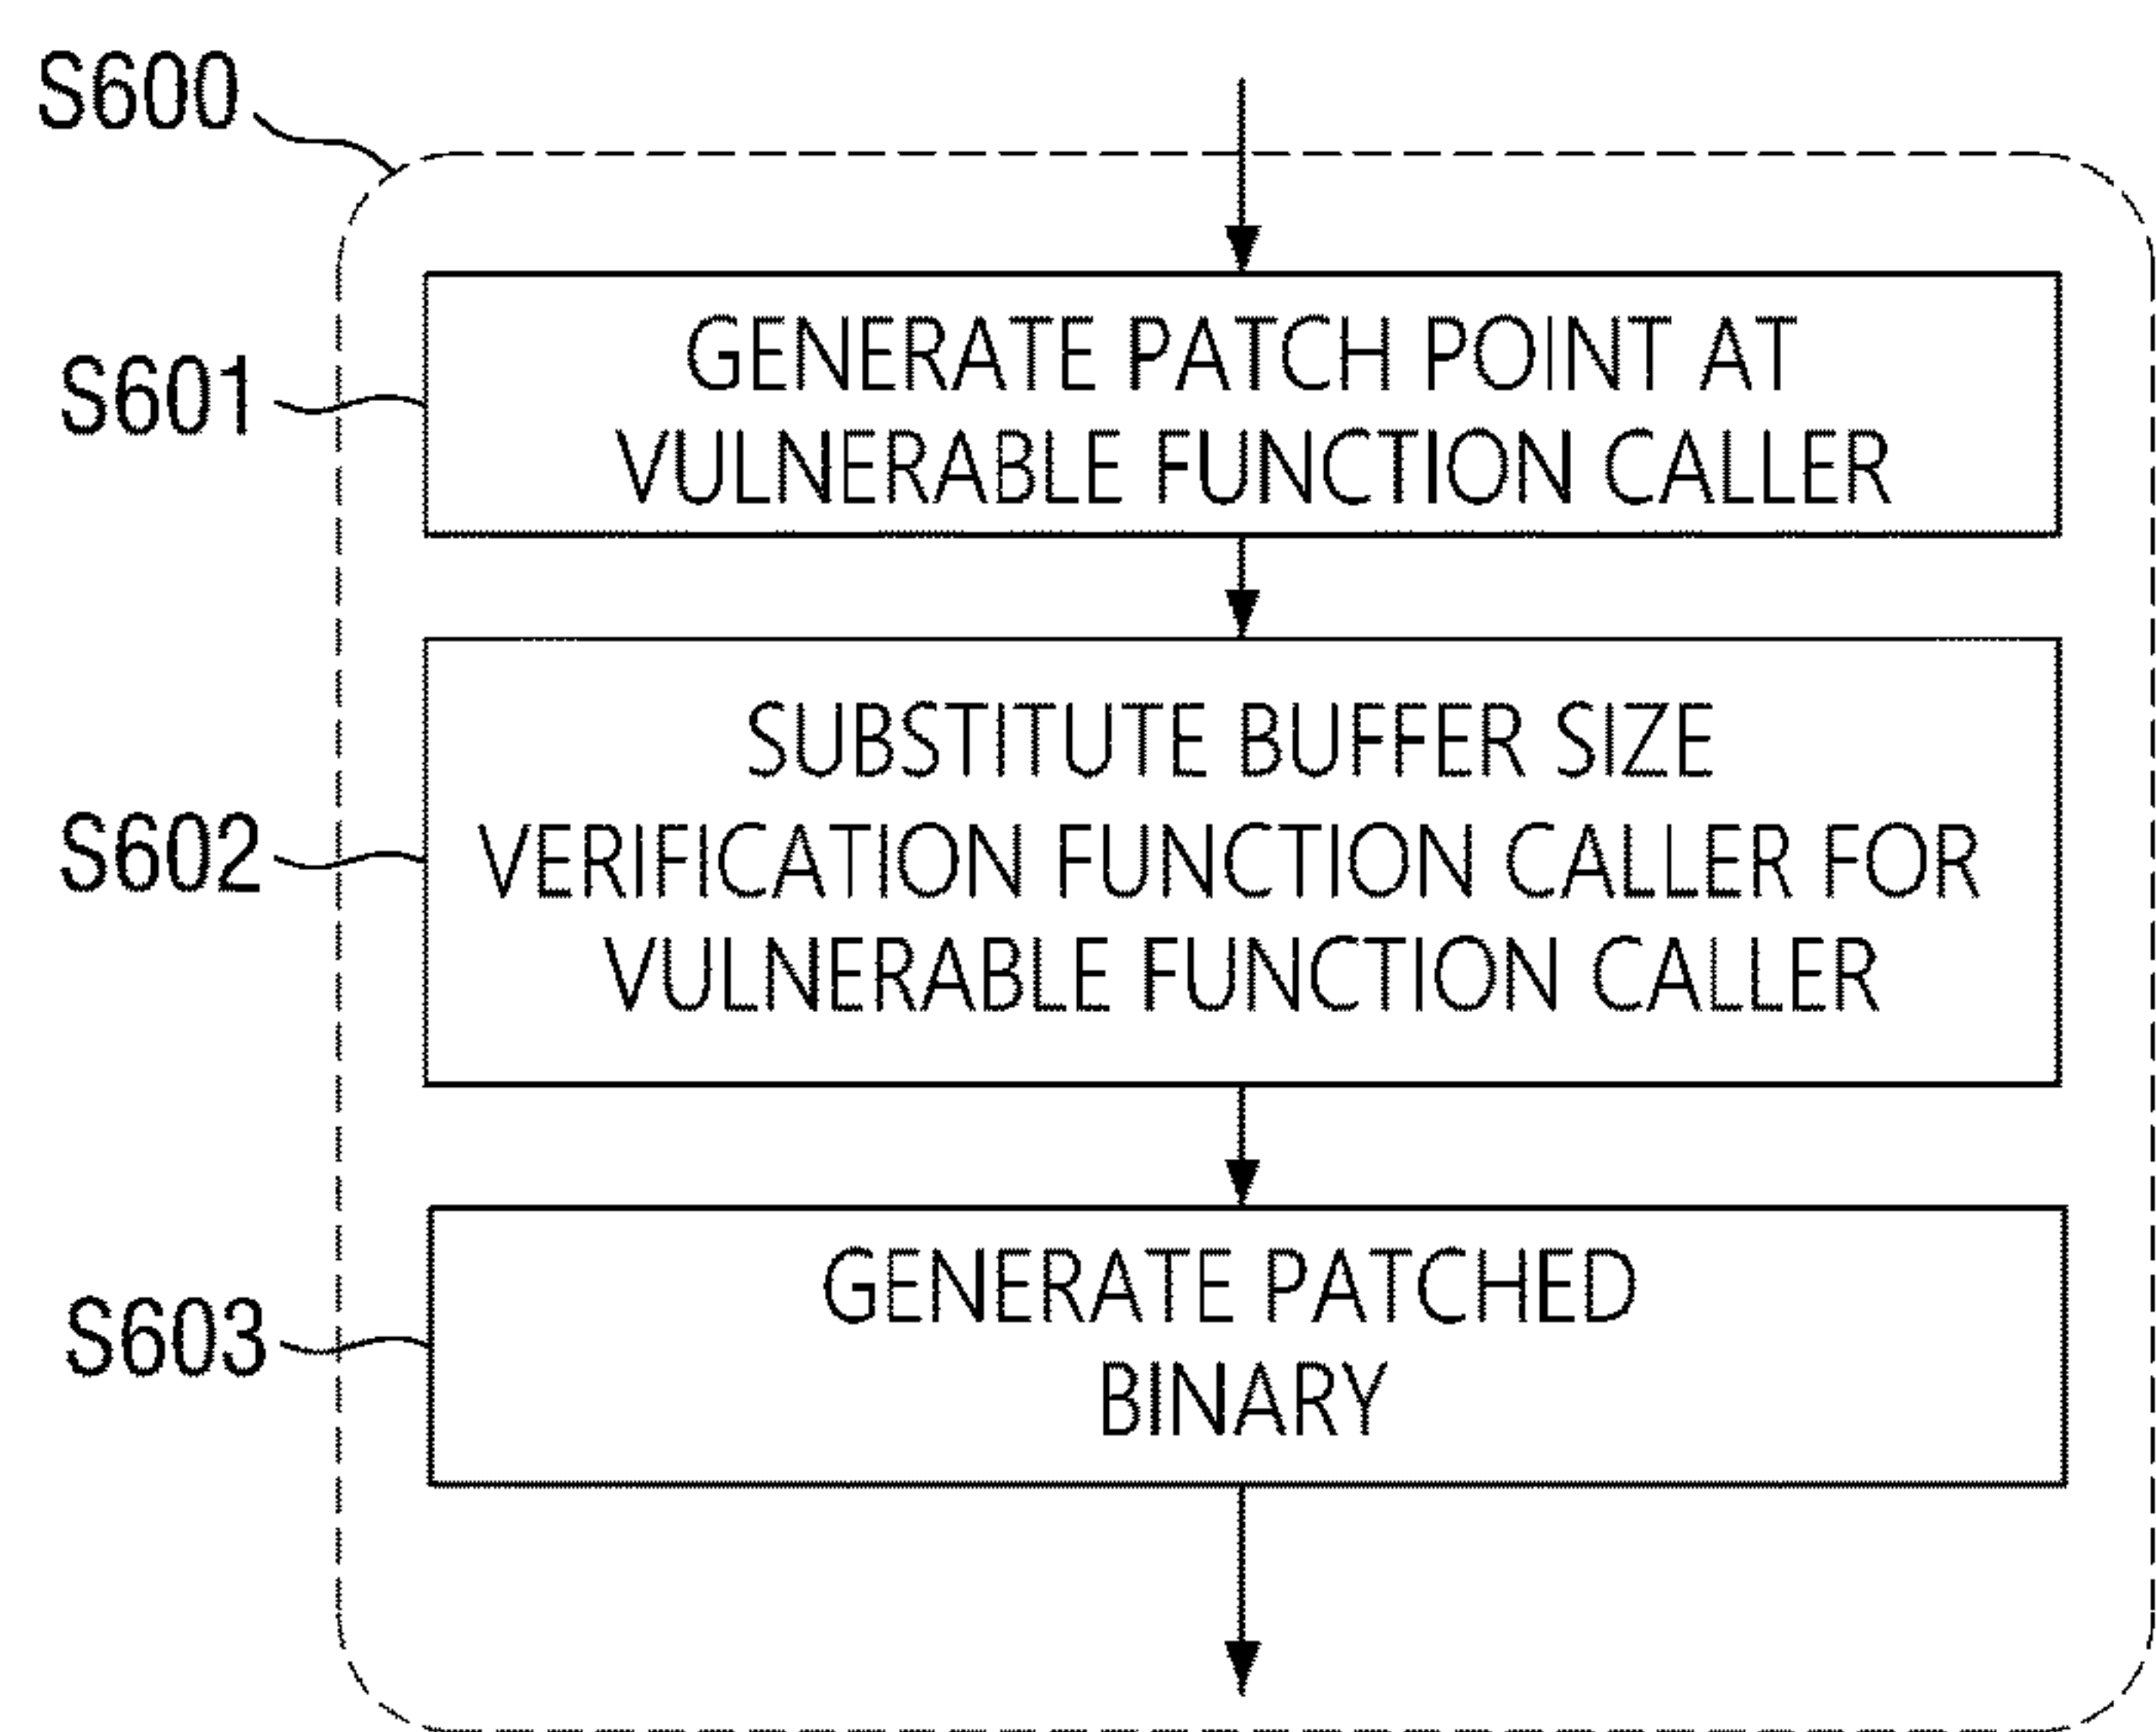 S600
S601
GENERATE PATCH POINT AT
VULNERABLE FUNCTION CALLER
S602
SUBSTITUTE BUFFER SIZE
VERIFICATION FUNCTION CALLER FOR
VULNERABLE FUNCTION CALLER
S603
GENERATE PATCHED
BINARY